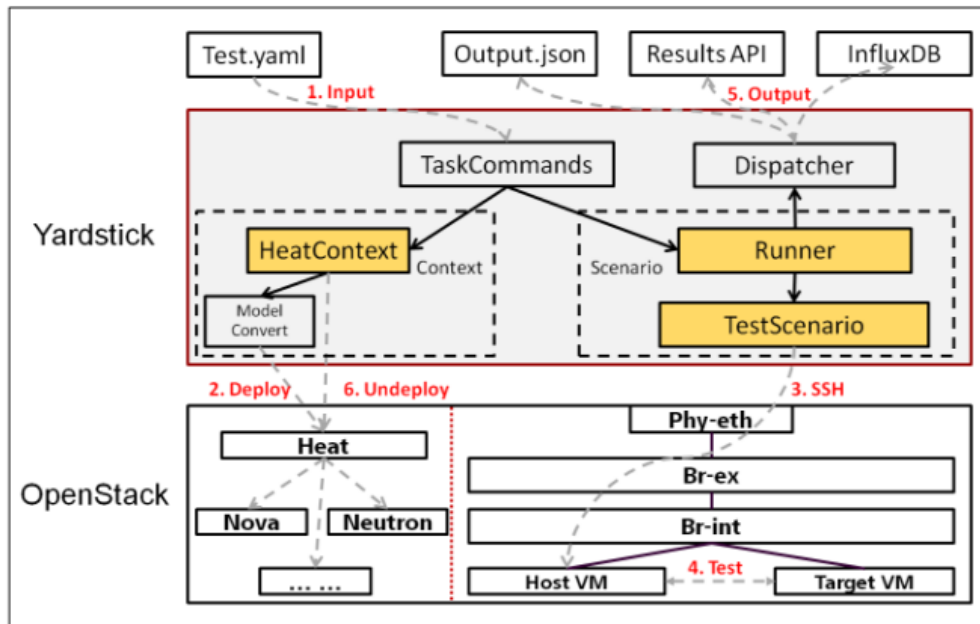 Test.yaml
Output.json
Results API
InfluxDB
1. Input
5. Output
TaskCommands
Dispatcher
Yardstick
HeatContext
Context
Scenario
Runner
Model
Convert
TestScenario
2. Deploy
6. Undeploy
3. SSH
Phy-eth
Heat
Br-ex
OpenStack
Nova
Neutron
Br-int
4. Test
... ...
Host VM
Target VM